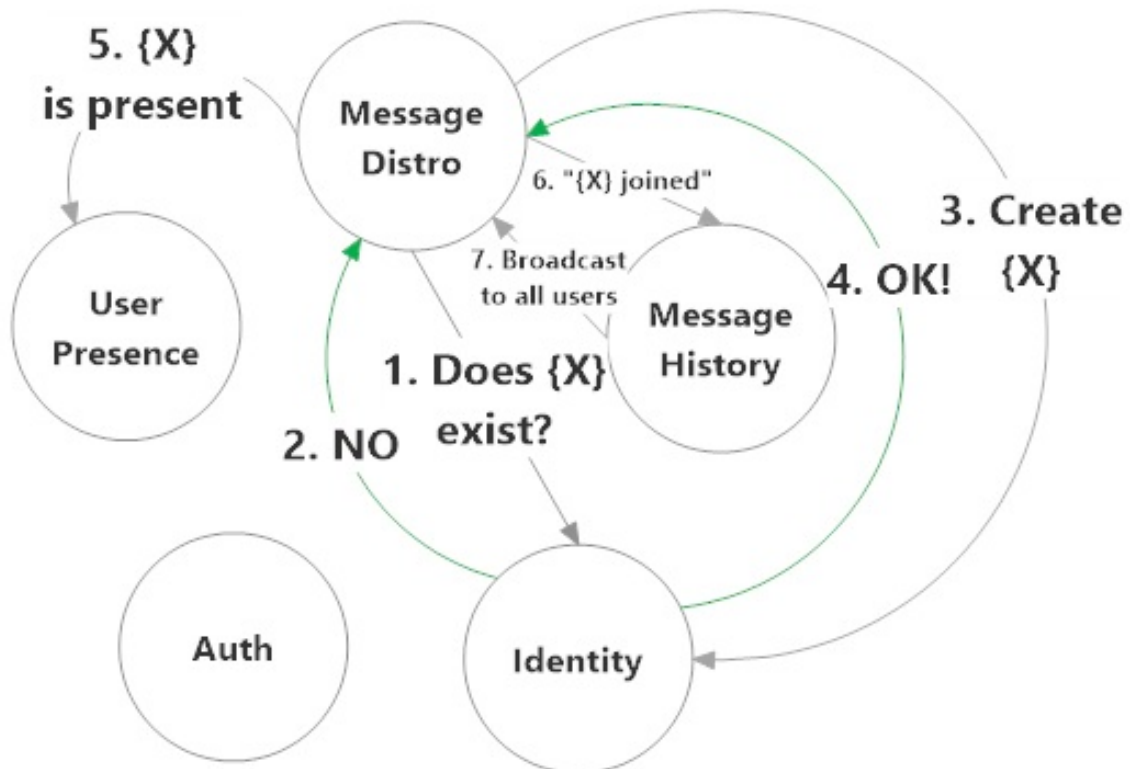 5. {X}
is present
Message
Distro
6. "{X} joined"
3. Create
{X}
7. Broadcast
to all users
4. OK!
User
Presence
Message
History
1. Does {X}
exist?
2. NO
Auth
Identity